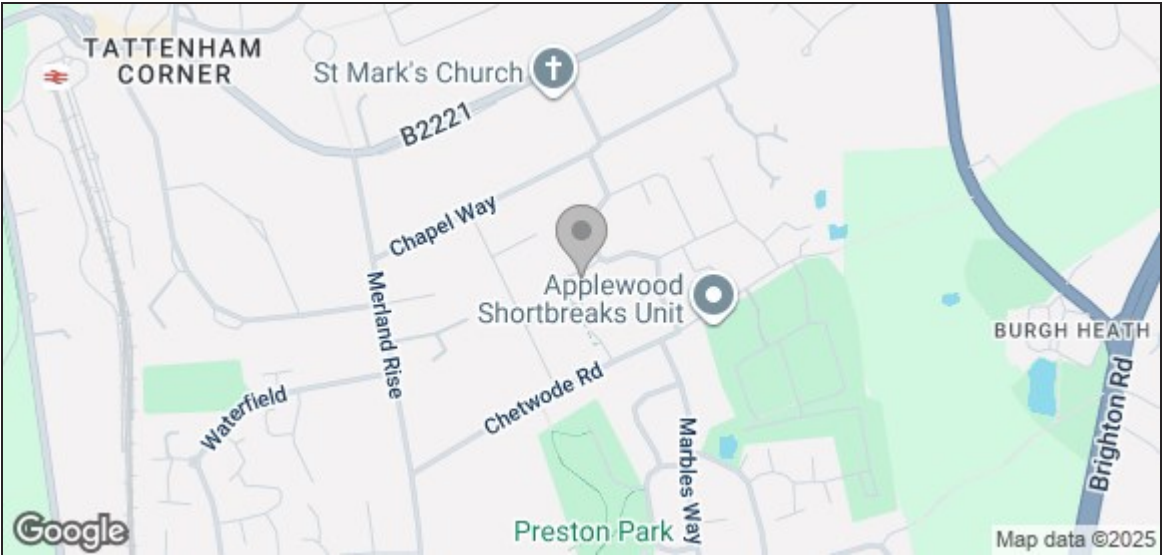 TATTENHAM
CORNER
St Mark's Church
B2221
Chapel Way
Merland Rise
Applewood
Shortbreaks Unit
BURGH HEATH
Waterfield
Chetwode Rd
Marbles Way
Brighton Rd
Preston Park
Google
Map data ©2025